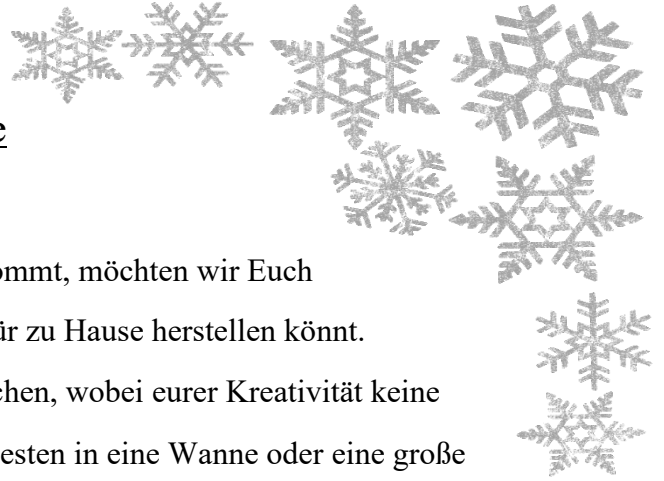 e
ommt, möchten wir Euch
ür zu Hause herstellen könnt.
chen, wobei eurer Kreativität keine
esten in eine Wanne oder eine große